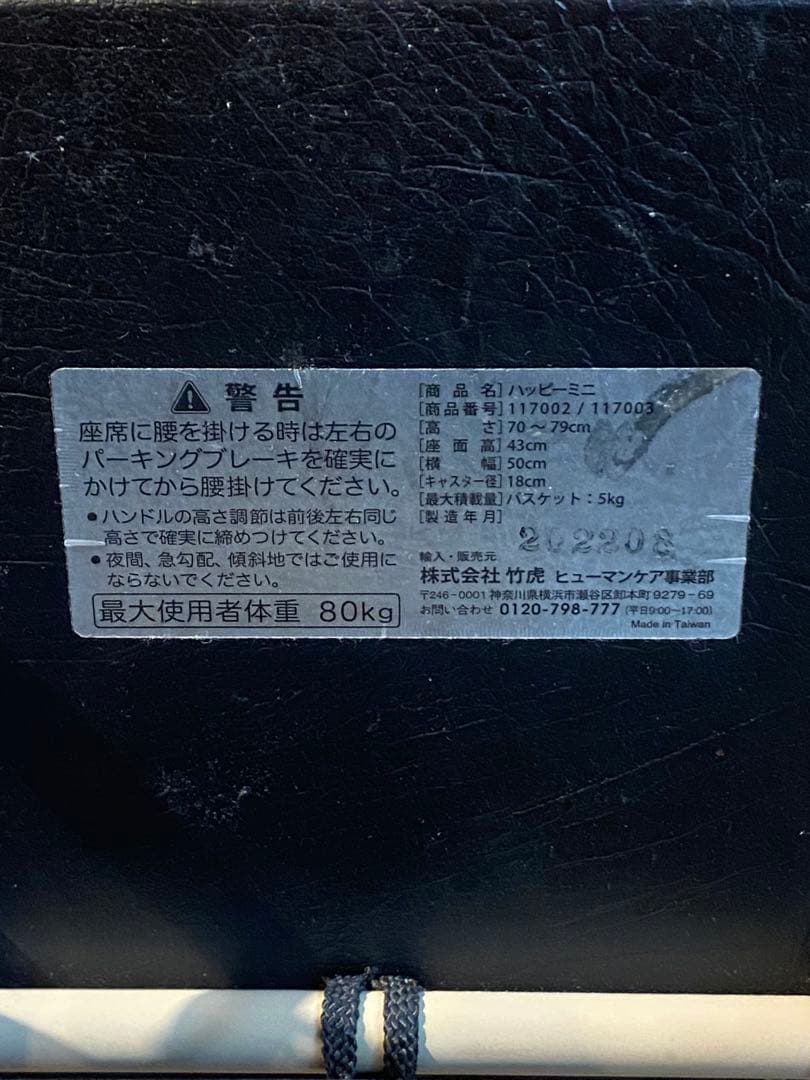 警告
座席に腰を掛ける時は左右の
パーキングブレーキを確実に
かけてから腰掛けてください。
●ハンドルの高さ調節は前後左右同じ
高さで確実に締めつけてください。
●夜間、急勾配、傾斜地ではご使用に
ならないでください。
最大使用者体重 80kg
[商品名]ハッピーミニ
[商品番号]117002 / 117003
[高さ]70～79cm
[座面高]43cm
[横幅]50cm
[キャスター径]18cm
[最大積載量]バスケット：5kg
[製造年月]
202208
輸入・販売元
株式会社 竹虎 ヒューマンケア事業部
〒246-0001 神奈川県横浜市瀬谷区卸本町9279-69
お問い合わせ 0120-798-777 (平日9:00~17:00)
Made in Taiwan